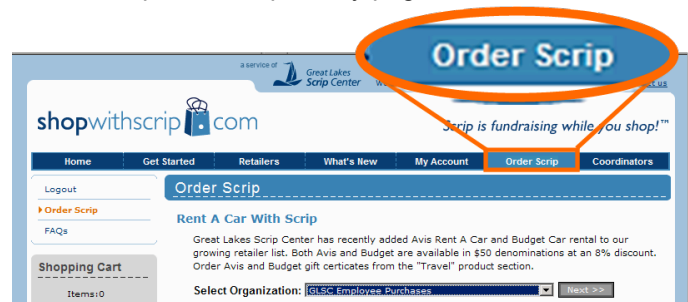 Order Scrip
a service of Great Lakes
Scrip Center
shopwithscrip.com
Scrip is fundraising while you shop!™
Home Get Started Retailers What's New My Account Order Scrip Coordinators
Logout
Order Scrip
FAQs
Shopping Cart
Items:0
Order Scrip
Rent A Car With Scrip
Great Lakes Scrip Center has recently added Avis Rent A Car and Budget Car rental to our
growing retailer list. Both Avis and Budget are available in $50 denominations at an 8% discount.
Order Avis and Budget gift certicates from the "Travel" product section.
Select Organization: GLSC Employee Purchases Next >>